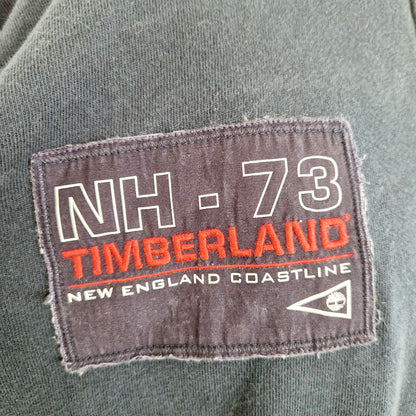 NH - 73
TIMBERLAND®
NEW ENGLAND COASTLINE